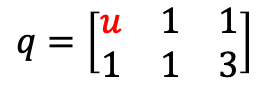 q = [u 1 1
1 1 3]